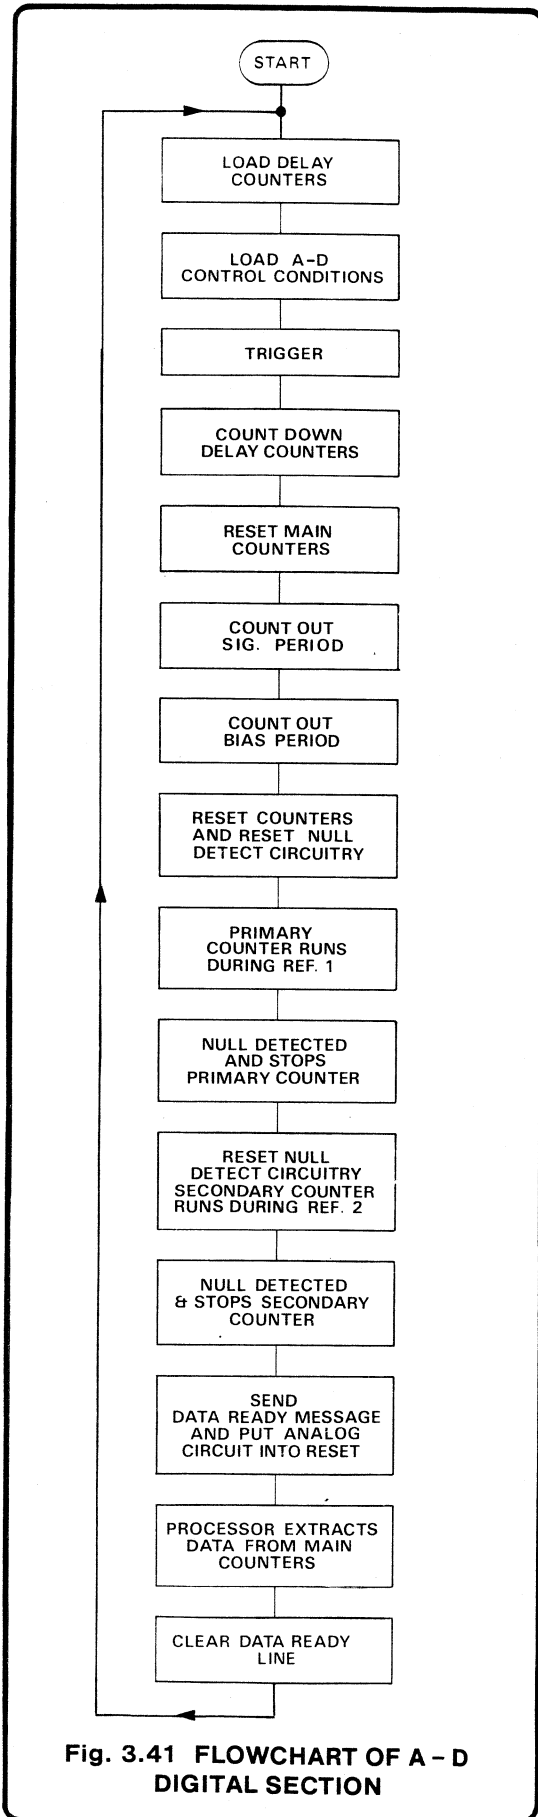 START
LOAD DELAY
COUNTERS
LOAD A-D
CONTROL CONDITIONS
TRIGGER
COUNT DOWN
DELAY COUNTERS
RESET MAIN
COUNTERS
COUNT OUT
SIG. PERIOD
COUNT OUT
BIAS PERIOD
RESET COUNTERS
AND RESET NULL
DETECT CIRCUITRY
PRIMARY
COUNTER RUNS
DURING REF. 1
NULL DETECTED
AND STOPS
PRIMARY COUNTER
RESET NULL
DETECT CIRCUITRY
SECONDARY COUNTER
RUNS DURING REF. 2
NULL DETECTED
& STOPS SECONDARY
COUNTER
SEND
DATA READY MESSAGE
AND PUT ANALOG
CIRCUIT INTO RESET
PROCESSOR EXTRACTS
DATA FROM MAIN
COUNTERS
CLEAR DATA READY
LINE
Fig. 3.41 FLOWCHART OF A – D
DIGITAL SECTION